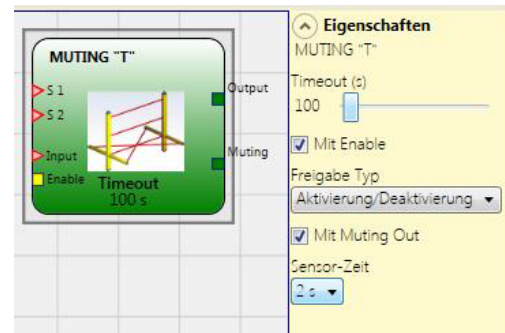 MUTING "T"
S 1
S 2
Input
Enable
Output
Muting
Timeout
100 s
Eigenschaften
MUTING "T"
Timeout (s)
100
Mit Enable
Freigabe Typ
Aktivierung/Deaktivierung
Mit Muting Out
Sensor-Zeit
2 s